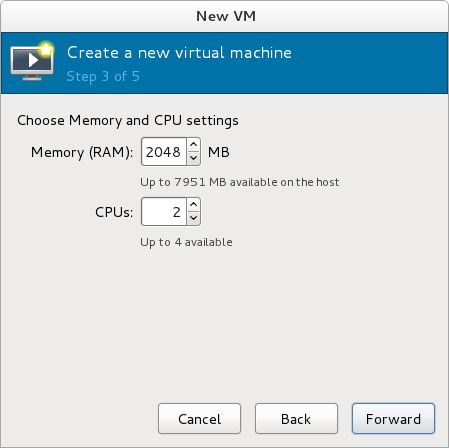 New VM
Create a new virtual machine
Step 3 of 5
Choose Memory and CPU settings
Memory (RAM): 2048 MB
Up to 7951 MB available on the host
CPUs: 2
Up to 4 available
Cancel Back Forward